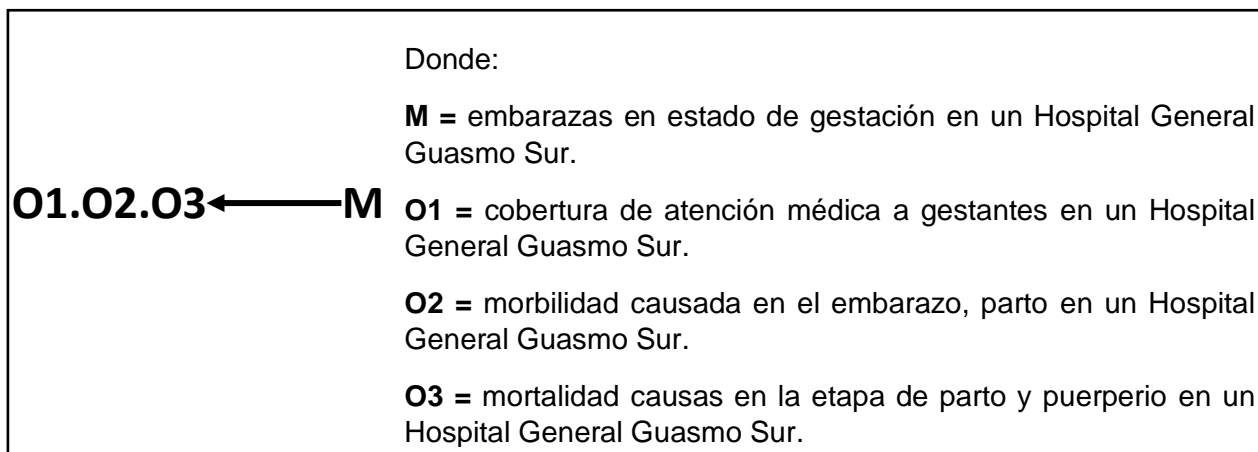 Donde:
M = embarazas en estado de gestación en un Hospital General
Guasmo Sur.
O1.O2.O3 M
O1 = cobertura de atención médica a gestantes en un Hospital
General Guasmo Sur.
O2 = morbilidad causada en el embarazo, parto en un Hospital
General Guasmo Sur.
O3 = mortalidad causas en la etapa de parto y puerperio en un
Hospital General Guasmo Sur.